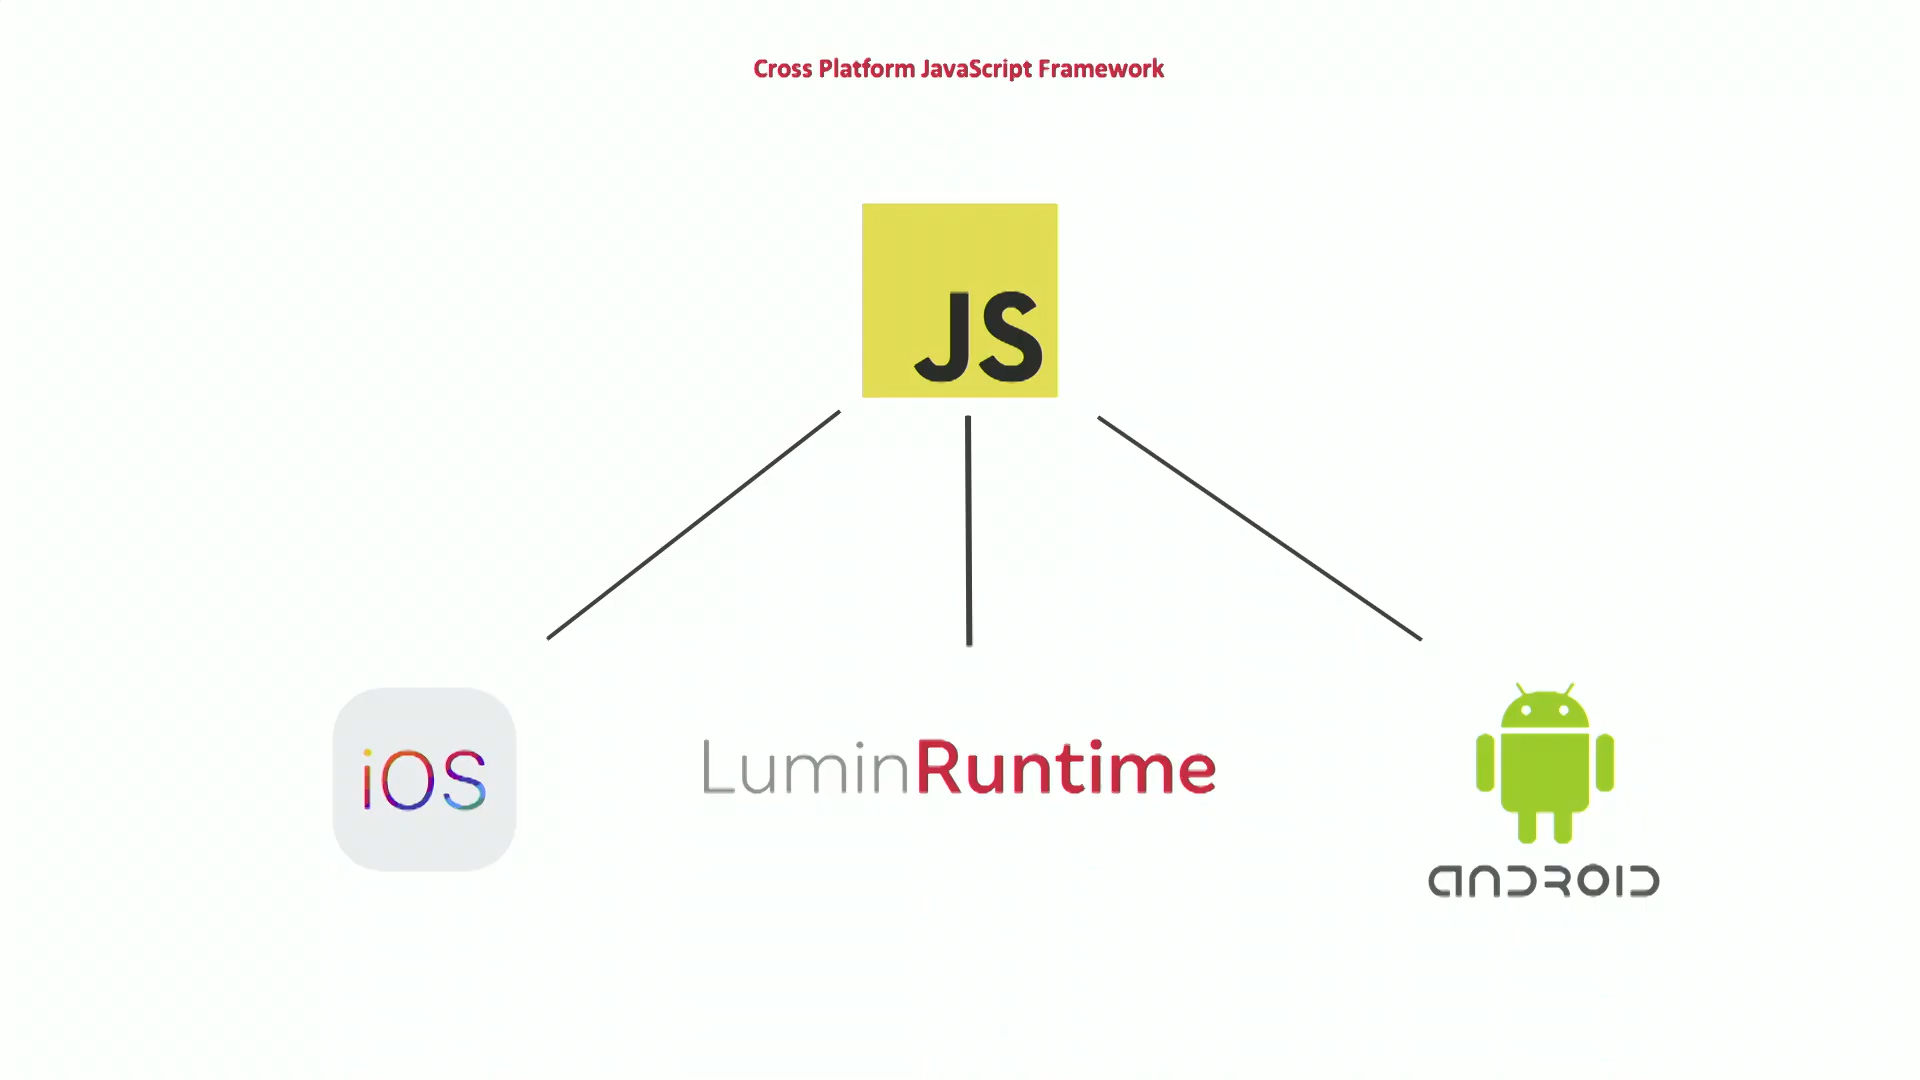 Cross Platform JavaScript Framework
JS
iOS
LuminRuntime
ANDROID